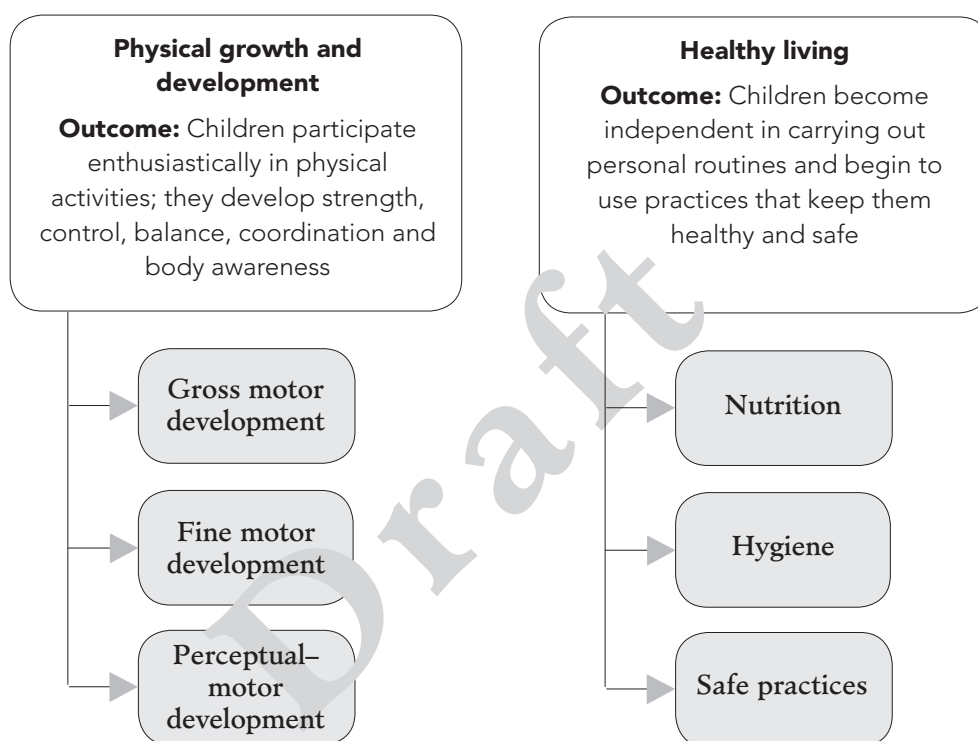 Physical growth and
development
Outcome: Children participate
enthusiastically in physical
activities; they develop strength,
control, balance, coordination and
body awareness
Gross motor
development
Fine motor
development
Perceptual–
motor
development
Healthy living
Outcome: Children become
independent in carrying out
personal routines and begin to
use practices that keep them
healthy and safe
Nutrition
Hygiene
Safe practices
Draft